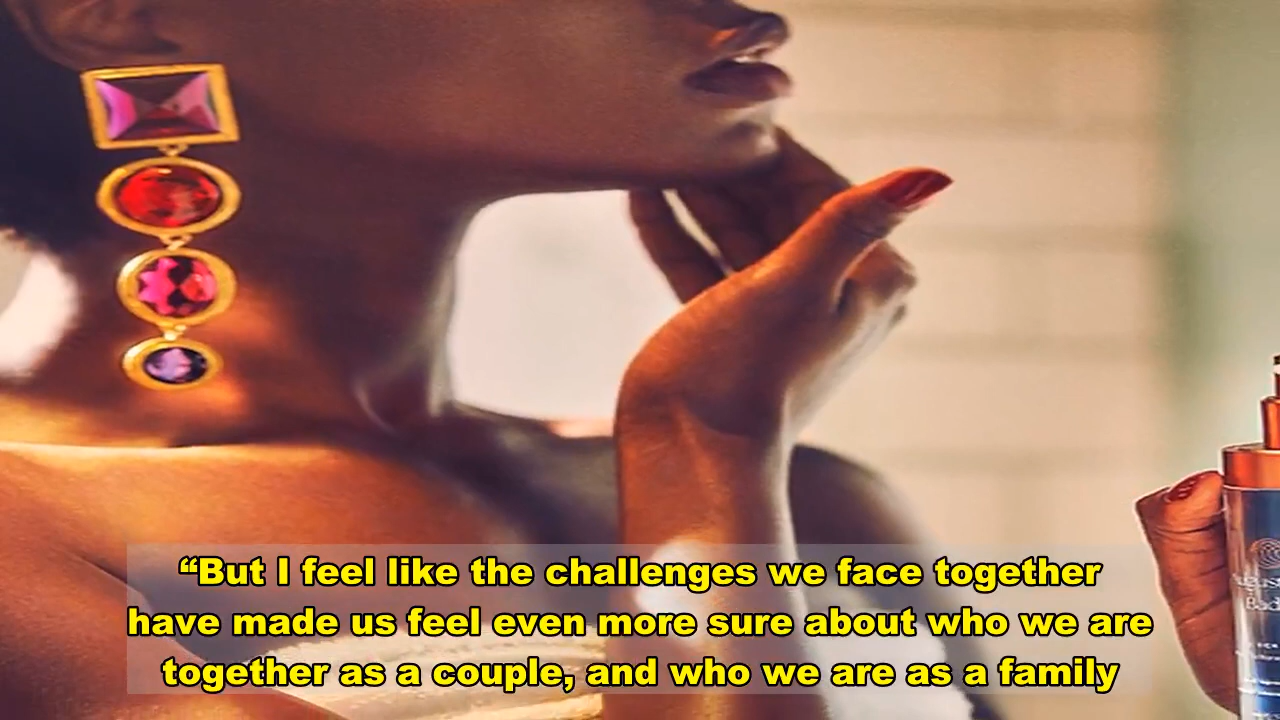 “But I feel like the challenges we face together
have made us feel even more sure about who we are
together as a couple, and who we are as a family